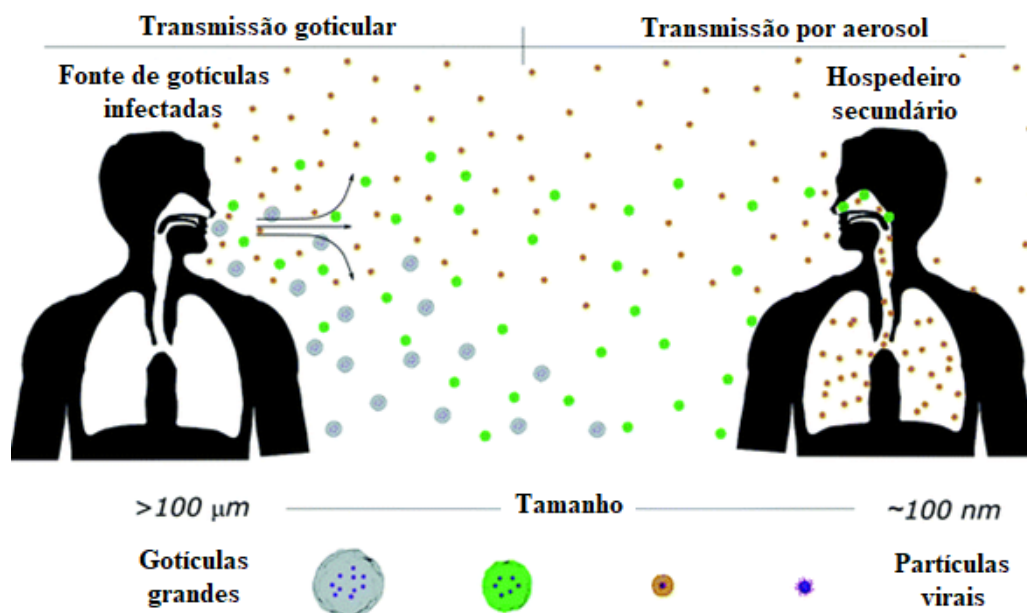 Transmissão goticular
Transmissão por aerosol
Fonte de gotículas
infectadas
Hospedeiro
secundário
>100 μm
Tamanho
~100 nm
Gotículas
grandes
Partículas
virais